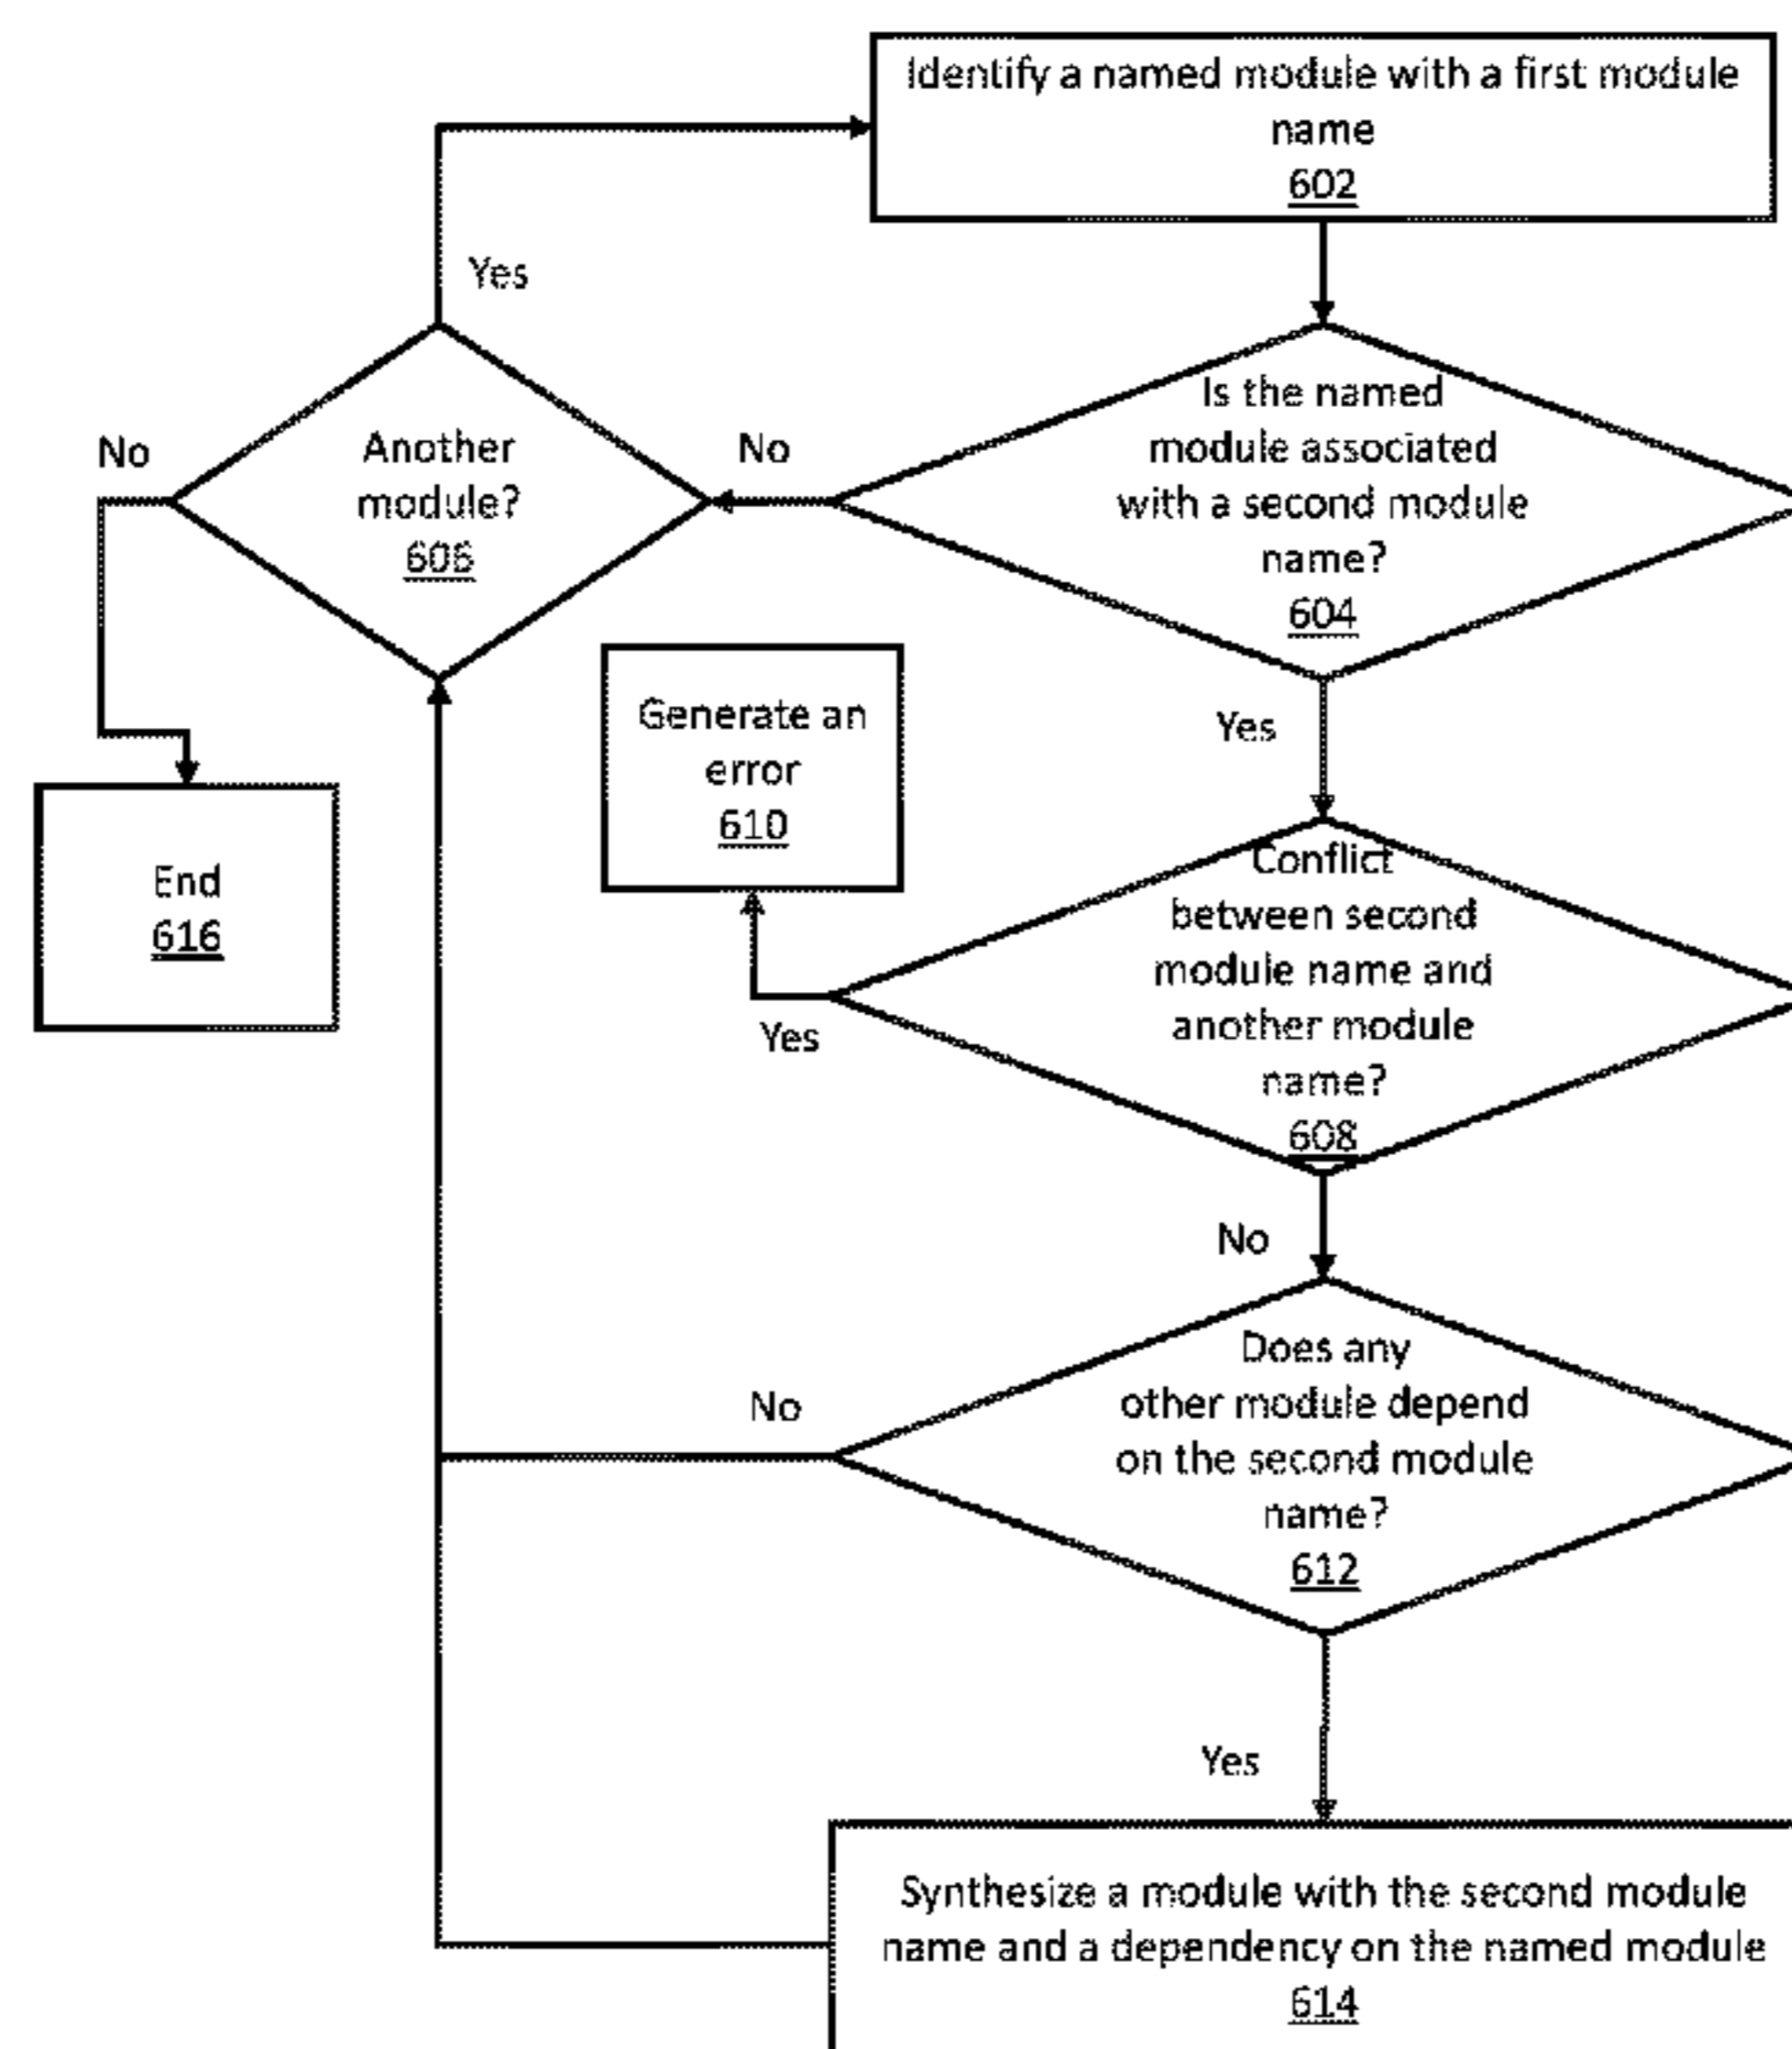 Identify a named module with a first module
name
602
Yes
Is the named
module associated
with a second module
name?
604
No
Another
module?
606
No
Generate an
error
610
Yes
End
616
Conflict
between second
module name and
another module
name?
608
Yes
No
Does any
other module depend
on the second module
name?
612
No
Yes
Synthesize a module with the second module
name and a dependency on the named module
614